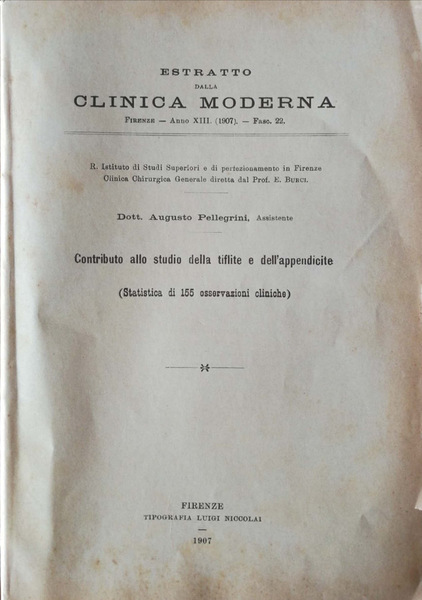 ESTRATTO
DALLA
CLINICA MODERNA
FIRENZE — Anno XIII. (1907). — Fasc. 22.
R. Istituto di Studi Superiori e di perfezionamento in Firenze
Clinica Chirurgica Generale diretta dal Prof. E. BURCI.
Dott. Augusto Pellegrini, Assistente
Contributo allo studio della tiflite e dell'appendicite
(Statistica di 155 osservazioni cliniche)
FIRENZE
TIPOGRAFIA LUIGI NICCOLAI
1907